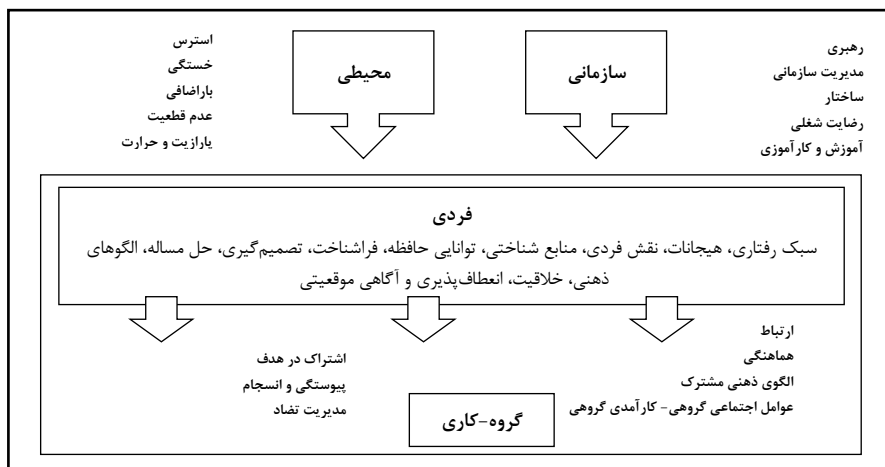 رهبری
مدیریت سازمانی
ساختار
رضایت شغلی
آموزش و کارآموزی
سازمانی
محیطی
استرس
خستگی
باراضافی
عدم قطعیت
پارازیت و حرارت
فردی
سبک رفتاری، هیجانات، نقش فردی، منابع شناختی، توانایی حافظه، فراشناخت، تصمیم‌گیری، حل مساله، الگوهای
ذهنی، خلاقیت، انعطاف‌پذیری و آگاهی موقعیتی
ارتباط
هماهنگی
الگوی ذهنی مشترک
عوامل اجتماعی گروهی- کارآمدی گروهی
اشتراک در هدف
پیوستگی و انسجام
مدیریت تضاد
گروه-کاری